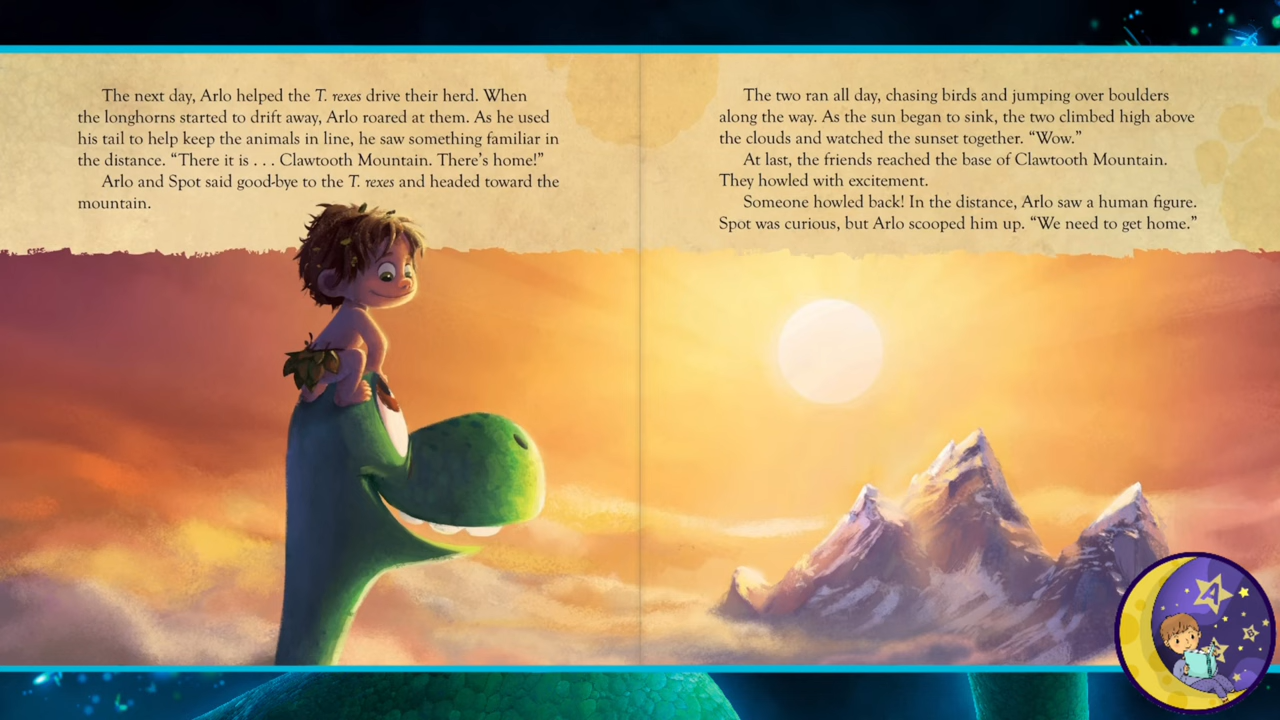 The next day, Arlo helped the T. rexes drive their herd. When
the longhorns started to drift away, Arlo roared at them. As he used
his tail to help keep the animals in line, he saw something familiar in
the distance. “There it is . . . Clawtooth Mountain. There’s home!”
Arlo and Spot said good-bye to the T. rexes and headed toward the
mountain.
The two ran all day, chasing birds and jumping over boulders
along the way. As the sun began to sink, the two climbed high above
the clouds and watched the sunset together. “Wow.”
At last, the friends reached the base of Clawtooth Mountain.
They howled with excitement.
Someone howled back! In the distance, Arlo saw a human figure.
Spot was curious, but Arlo scooped him up. “We need to get home.”
A